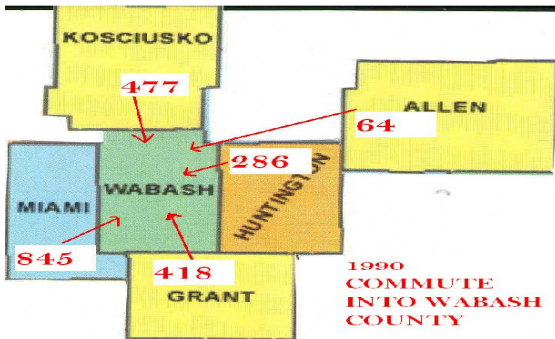 KOSCIUSKO
477
ALLEN
64
286
WABASH
HUNTINGTON
MIAMI
845
418
GRANT
1990
COMMUTE
INTO WABASH
COUNTY